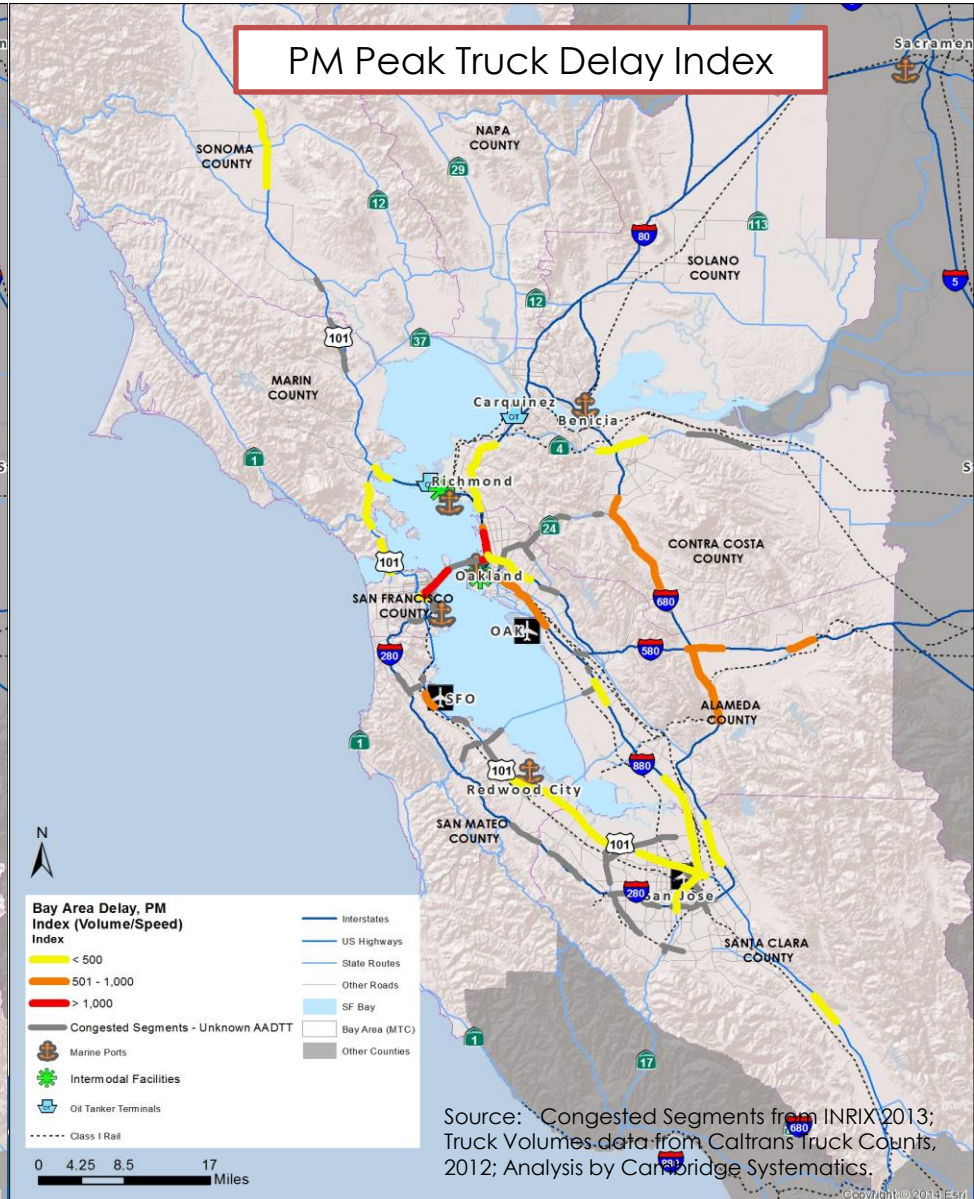 PM Peak Truck Delay Index
Sacramen
SONOMA
COUNTY
NAPA
COUNTY
29
12
113
80
SOLANO
COUNTY
5
12
101
37
MARIN
COUNTY
Carquinez
OT
Benicia
4
1
Richmond
24
CONTRA COSTA
COUNTY
101
Oakland
SAN FRANCISCO
COUNTY
680
OAK
280
580
SFO
ALAMEDA
COUNTY
1
101
880
Redwood City
SAN MATEO
COUNTY
101
280
San Jose
SANTA CLARA
COUNTY
N
Bay Area Delay, PM
Index (Volume/Speed)
Index
< 500
501 - 1,000
> 1,000
Congested Segments - Unknown AADTT
Marine Ports
Intermodal Facilities
OT
Oil Tanker Terminals
Class I Rail
Interstates
US Highways
State Routes
Other Roads
SF Bay
Bay Area (MTC)
Other Counties
0 4.25 8.5 17
Miles
1
17
680
880
Source: Congested Segments from INRIX 2013;
Truck Volumes data from Caltrans Truck Counts,
2012; Analysis by Cambridge Systematics.
Copyright:© 2014 Esri